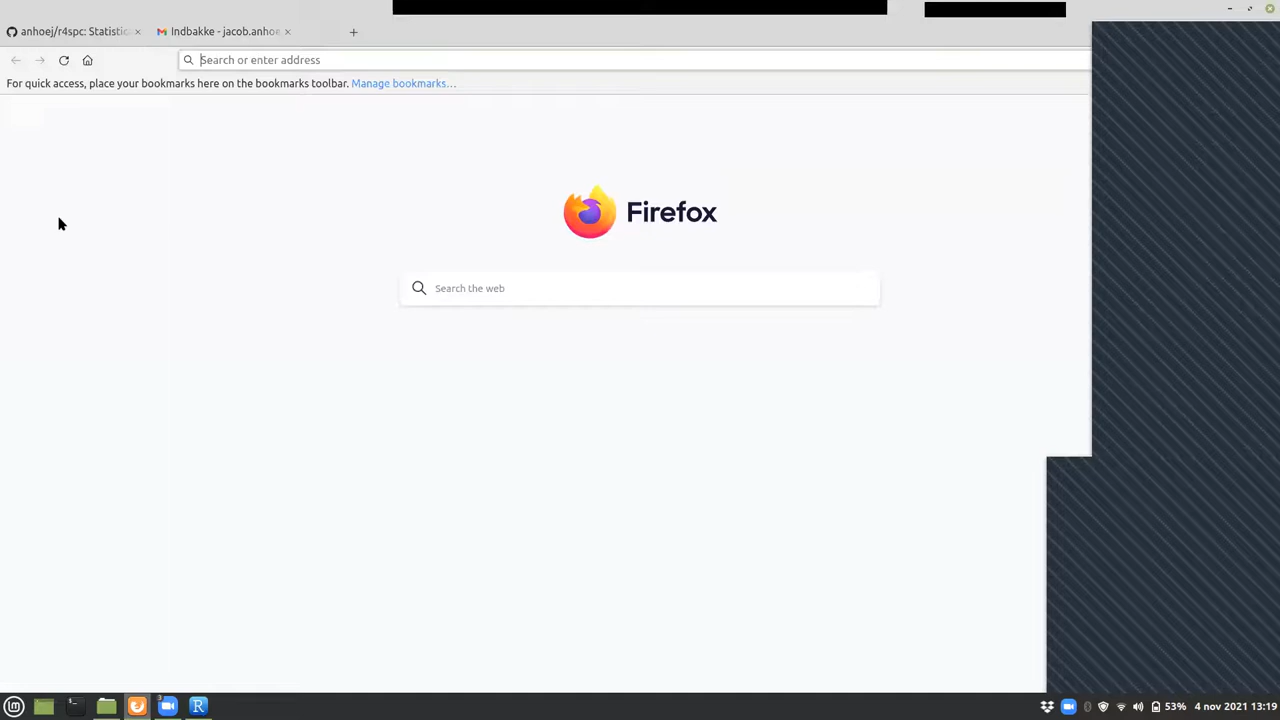 anhoej/r4spc: Statistic
Indbakke - jacob.anhoe
Search or enter address
For quick access, place your bookmarks here on the bookmarks toolbar. Manage bookmarks…
Firefox
Search the web
3
R
53%
4 nov 2021 13:19